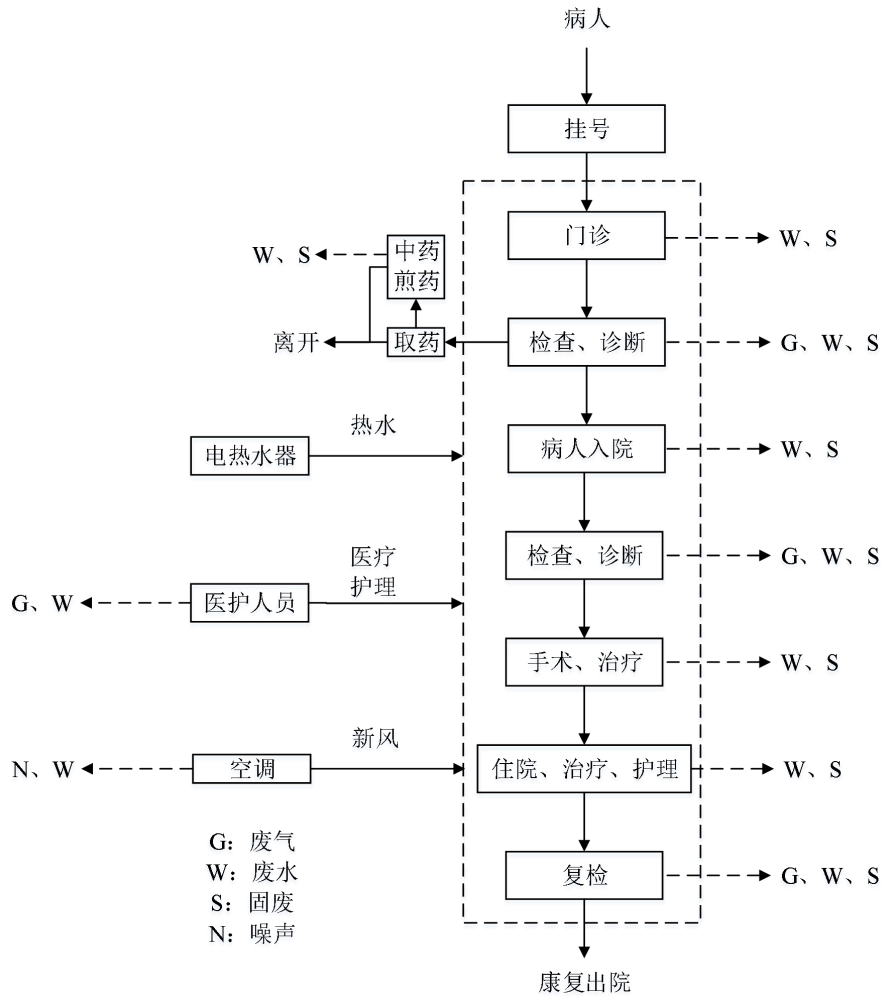 病人
挂号
门诊
W、S
中药
煎药
W、S
离开
取药
检查、诊断
G、W、S
热水
电热水器
病人入院
W、S
医疗
护理
检查、诊断
G、W、S
G、W
医护人员
手术、治疗
W、S
新风
N、W
空调
住院、治疗、护理
W、S
G：废气
W：废水
S：固废
N：噪声
复检
G、W、S
康复出院